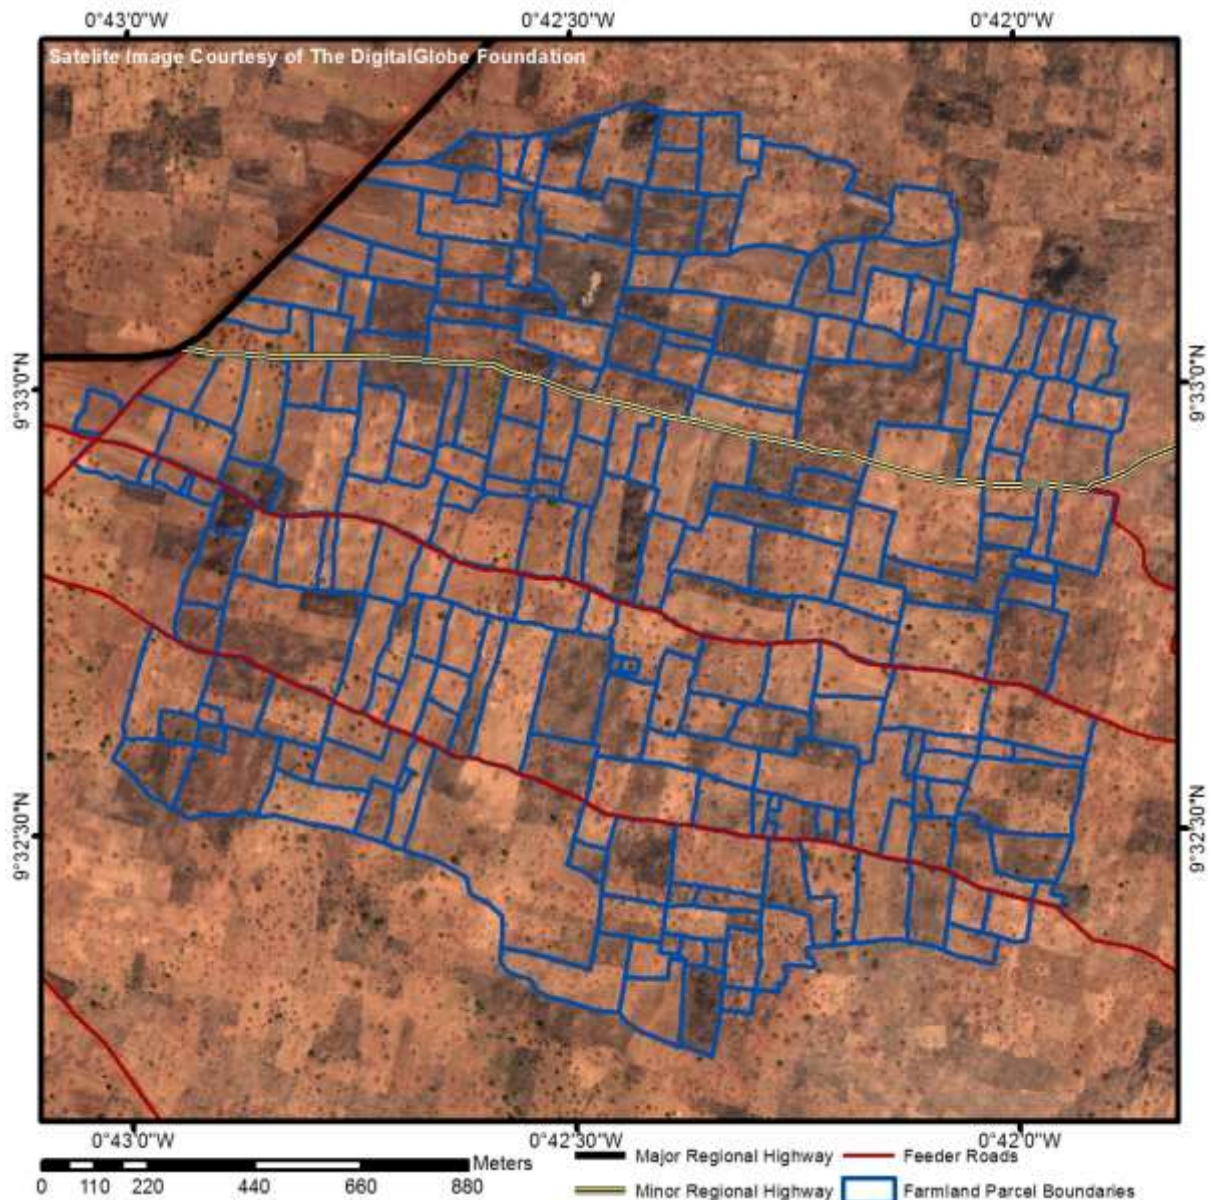 0°43'0"W 0°42'30"W 0°42'0"W
Satelite Image Courtesy of The DigitalGlobe Foundation
9°33'0"N 9°33'0"N
9°32'30"N 9°32'30"N
0°43'0"W 0°42'30"W 0°42'0"W
Meters Major Regional Highway Feeder Roads
0 110 220 440 660 880 Minor Regional Highway Farmland Parcel Boundaries